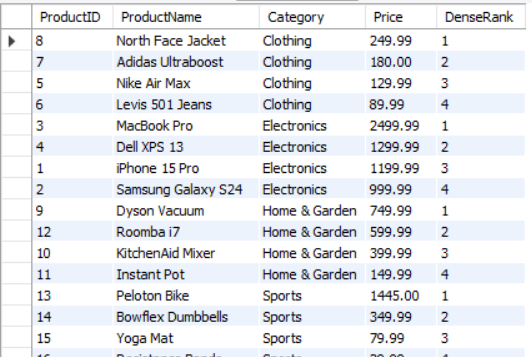 ProductID ProductName Category Price DenseRank
8 North Face Jacket Clothing 249.99 1
7 Adidas Ultraboost Clothing 180.00 2
5 Nike Air Max Clothing 129.99 3
6 Levis 501 Jeans Clothing 89.99 4
3 MacBook Pro Electronics 2499.99 1
4 Dell XPS 13 Electronics 1299.99 2
1 iPhone 15 Pro Electronics 1199.99 3
2 Samsung Galaxy S24 Electronics 999.99 4
9 Dyson Vacuum Home & Garden 749.99 1
12 Roomba i7 Home & Garden 599.99 2
10 KitchenAid Mixer Home & Garden 399.99 3
11 Instant Pot Home & Garden 149.99 4
13 Peloton Bike Sports 1445.00 1
14 Bowflex Dumbbells Sports 349.99 2
15 Yoga Mat Sports 79.99 3